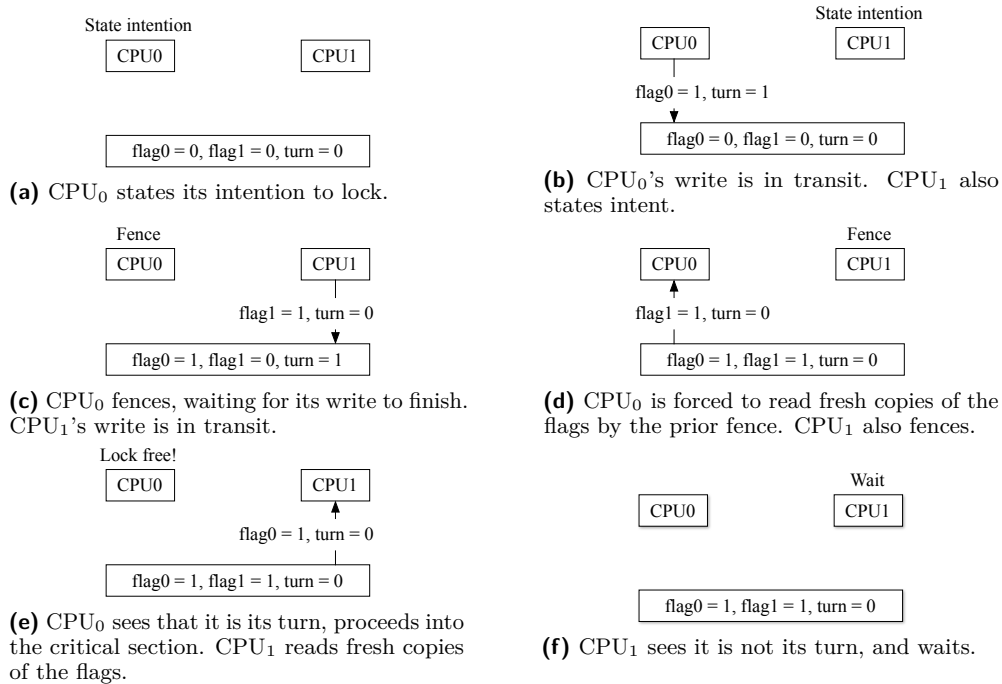 State intention
CPU0 CPU1
flag0 = 0, flag1 = 0, turn = 0
(a) CPU0 states its intention to lock.
State intention
CPU0 CPU1
flag0 = 1, turn = 1
flag0 = 0, flag1 = 0, turn = 0
(b) CPU0's write is in transit. CPU1 also
states intent.
Fence
CPU0 CPU1
flag1 = 1, turn = 0
flag0 = 1, flag1 = 0, turn = 1
(c) CPU0 fences, waiting for its write to finish.
CPU1's write is in transit.
Fence
CPU0 CPU1
flag1 = 1, turn = 0
flag0 = 1, flag1 = 1, turn = 0
(d) CPU0 is forced to read fresh copies of the
flags by the prior fence. CPU1 also fences.
Lock free!
CPU0 CPU1
flag0 = 1, turn = 0
flag0 = 1, flag1 = 1, turn = 0
(e) CPU0 sees that it is its turn, proceeds into
the critical section. CPU1 reads fresh copies
of the flags.
Wait
CPU0 CPU1
flag0 = 1, flag1 = 1, turn = 0
(f) CPU1 sees it is not its turn, and waits.